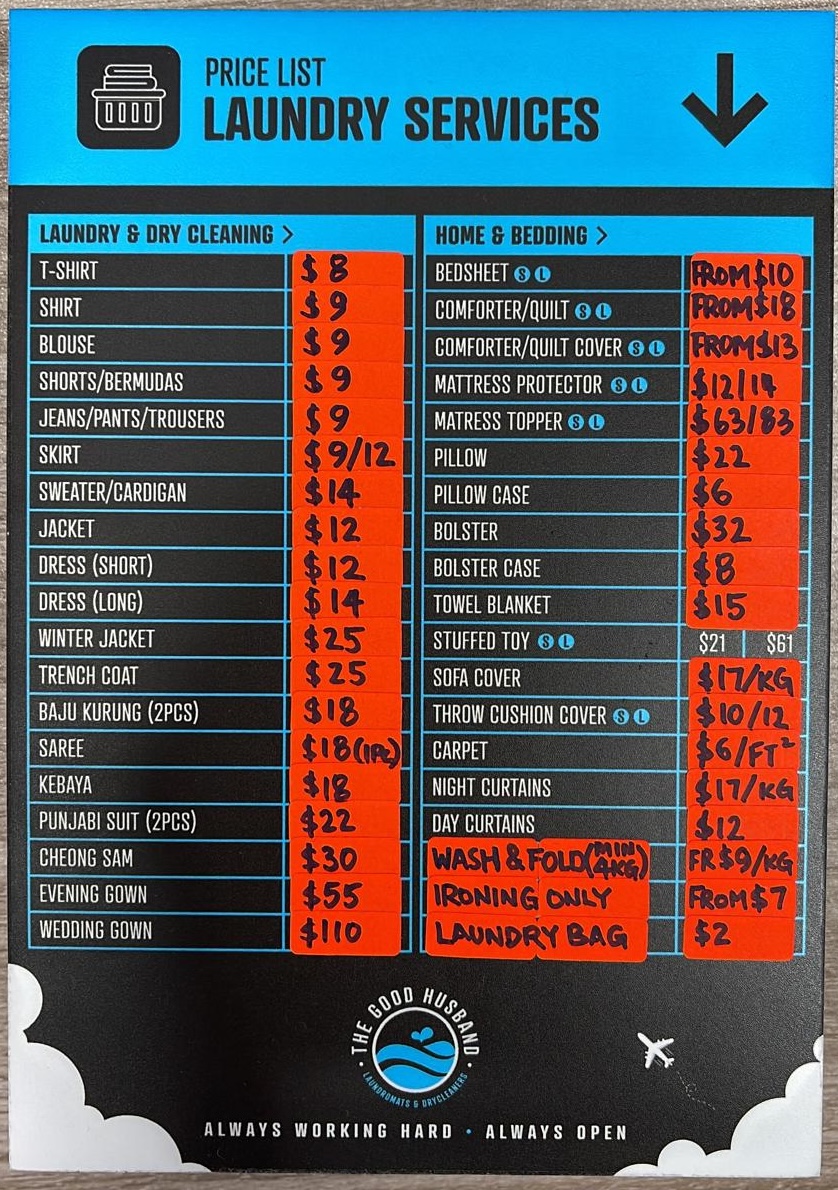 PRICE LIST
LAUNDRY SERVICES
LAUNDRY & DRY CLEANING >
T-SHIRT $8
SHIRT $9
BLOUSE $9
SHORTS/BERMUDAS $9
JEANS/PANTS/TROUSERS $9
SKIRT $9/12
SWEATER/CARDIGAN $14
JACKET $12
DRESS (SHORT) $12
DRESS (LONG) $14
WINTER JACKET $25
TRENCH COAT $25
BAJU KURUNG (2PCS) $18
SAREE $18(1PC)
KEBAYA $18
PUNJABI SUIT (2PCS) $22
CHEONG SAM $30
EVENING GOWN $55
WEDDING GOWN $110
HOME & BEDDING >
BEDSHEET S L FROM $10
COMFORTER/QUILT S L FROM $18
COMFORTER/QUILT COVER S L FROM $13
MATTRESS PROTECTOR S L $12/14
MATRESS TOPPER S L $63/83
PILLOW $22
PILLOW CASE $6
BOLSTER $32
BOLSTER CASE $8
TOWEL BLANKET $15
STUFFED TOY S L $21 $61
SOFA COVER $17/KG
THROW CUSHION COVER S L $10/12
CARPET $6/FT²
NIGHT CURTAINS $17/KG
DAY CURTAINS $12
WASH & FOLD (MIN 4KG) FR $9/KG
IRONING ONLY FROM $7
LAUNDRY BAG $2
THE GOOD HUSBAND
LAUNDROMATS & DRYCLEANERS
ALWAYS WORKING HARD • ALWAYS OPEN